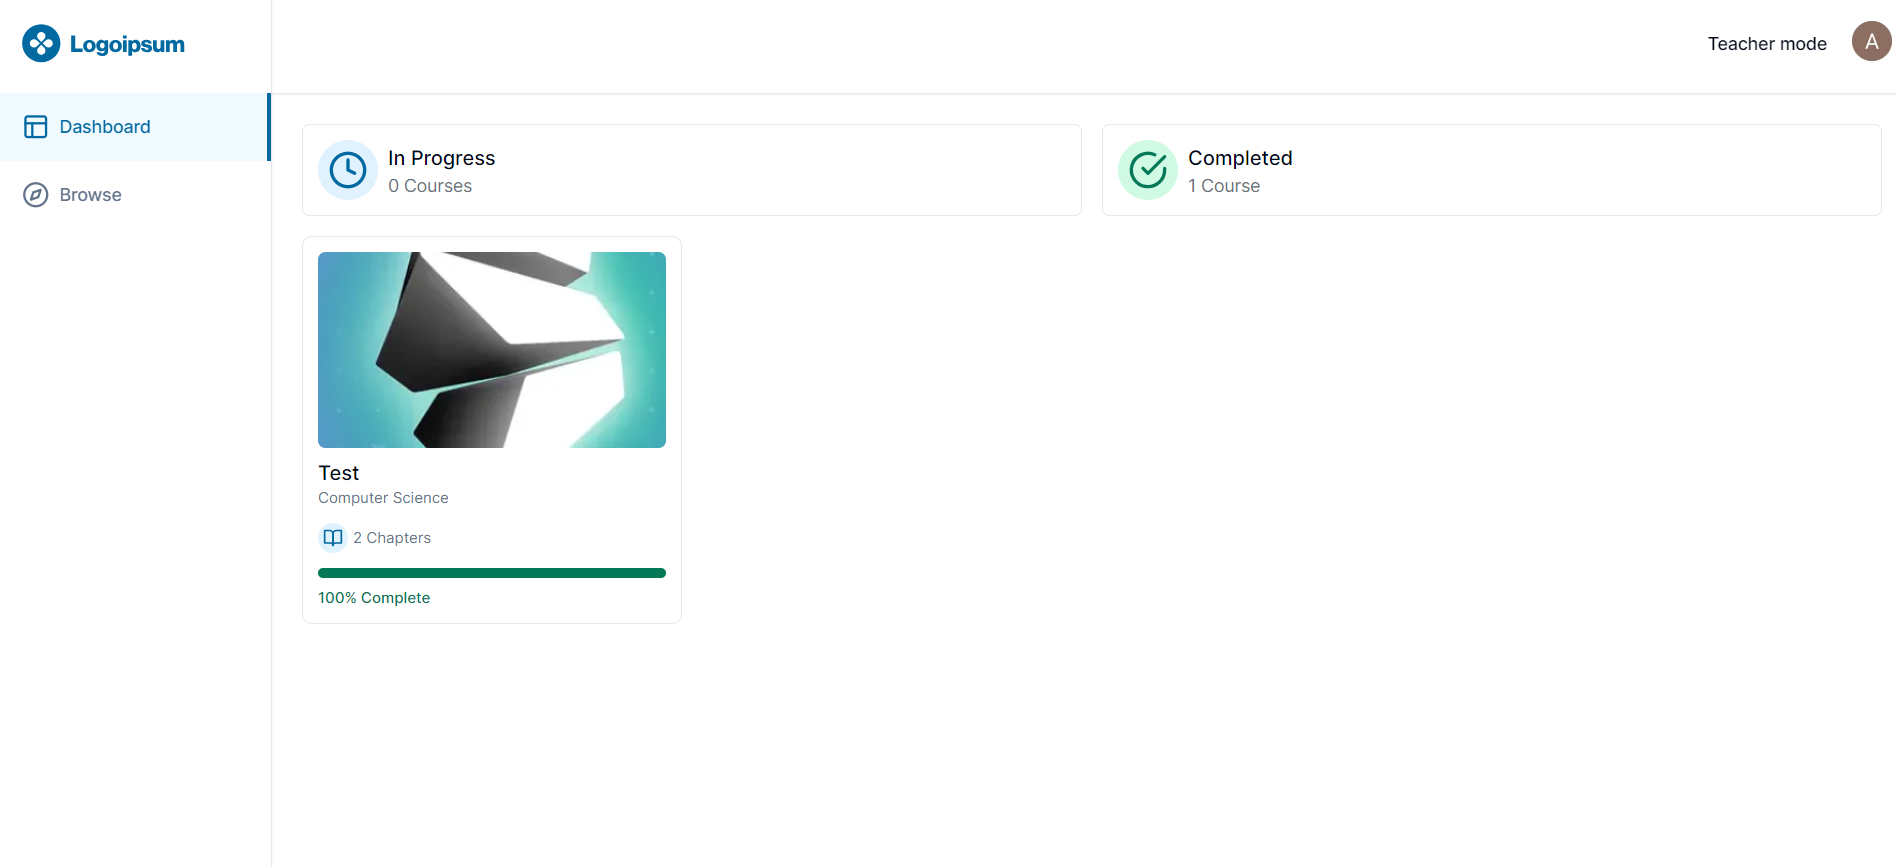 Logoipsum
Teacher mode
A
Dashboard
Browse
In Progress
0 Courses
Completed
1 Course
Test
Computer Science
2 Chapters
100% Complete